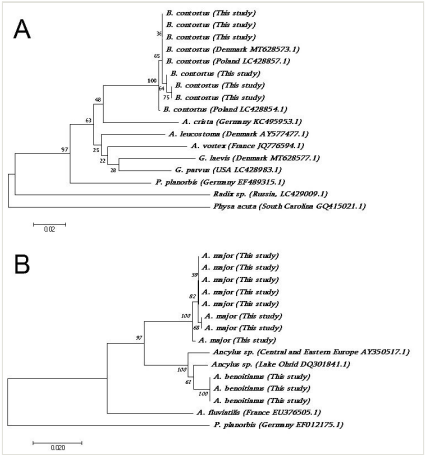 A
B. contortus (This study)
B. contortus (This study)
36
B. contortus (This study)
B. contortus (Denmark MT628573.1)
65
B. contortus (Poland LC428857.1)
B. contortus (This study)
100
B. contortus (This study)
64
75
B. contortus (This study)
48
B. contortus (Poland LC428854.1)
A. crista (Germany KC495953.1)
63
A. leucostoma (Denmark AY577477.1)
A. vortex (France JQ776594.1)
25
97
22
G. laevis (Denmark MT628577.1)
28
G. parvus (USA LC428983.1)
P. planorbis (Germany EF489315.1)
Radix sp. (Russia, LC429009.1)
Physa acuta (South Carolina GQ415021.1)
0.02
B
A. major (This study)
A. major (This study)
39
A. major (This study)
A. major (This study)
82
A. major (This study)
A. major (This study)
100
A. major (This study)
68
A. major (This study)
97
Ancylus sp. (Central and Eastern Europe AY350517.1)
Ancylus sp. (Lake Ohrid DQ301841.1)
100
A. benoitianus (This study)
61
A. benoitianus (This study)
100
A. benoitianus (This study)
A. fluviatilis (France EU376505.1)
P. planorbis (Germany EF012175.1)
0.020